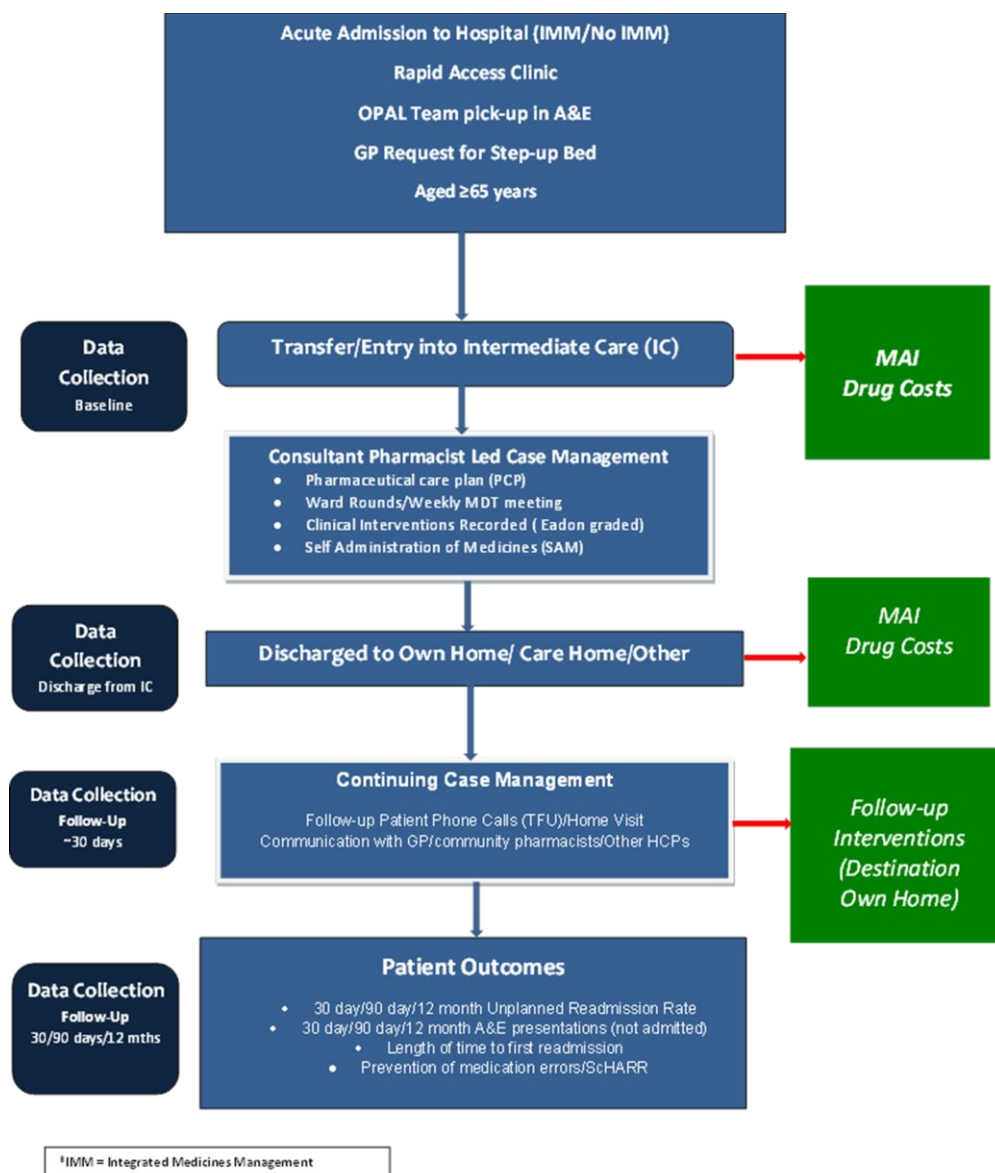 Acute Admission to Hospital (IMM/No IMM)
Rapid Access Clinic
OPAL Team pick-up in A&E
GP Request for Step-up Bed
Aged ≥65 years
Data
Collection
Baseline
Transfer/Entry into Intermediate Care (IC)
MAI
Drug Costs
Consultant Pharmacist Led Case Management
• Pharmaceutical care plan (PCP)
• Ward Rounds/Weekly MDT meeting
• Clinical Interventions Recorded ( Eadon graded)
• Self Administration of Medicines (SAM)
Data
Collection
Discharge from IC
Discharged to Own Home/ Care Home/Other
MAI
Drug Costs
Data Collection
Follow-Up
~30 days
Continuing Case Management
Follow-up Patient Phone Calls (TFU)/Home Visit
Communication with GP/community pharmacists/Other HCPs
Follow-up
Interventions
(Destination
Own Home)
Data Collection
Follow-Up
30/90 days/12 mths
Patient Outcomes
• 30 day/90 day/12 month Unplanned Readmission Rate
• 30 day/90 day/12 month A&E presentations (not admitted)
• Length of time to first readmission
• Prevention of medication errors/ScHARR
*IMM = Integrated Medicines Management